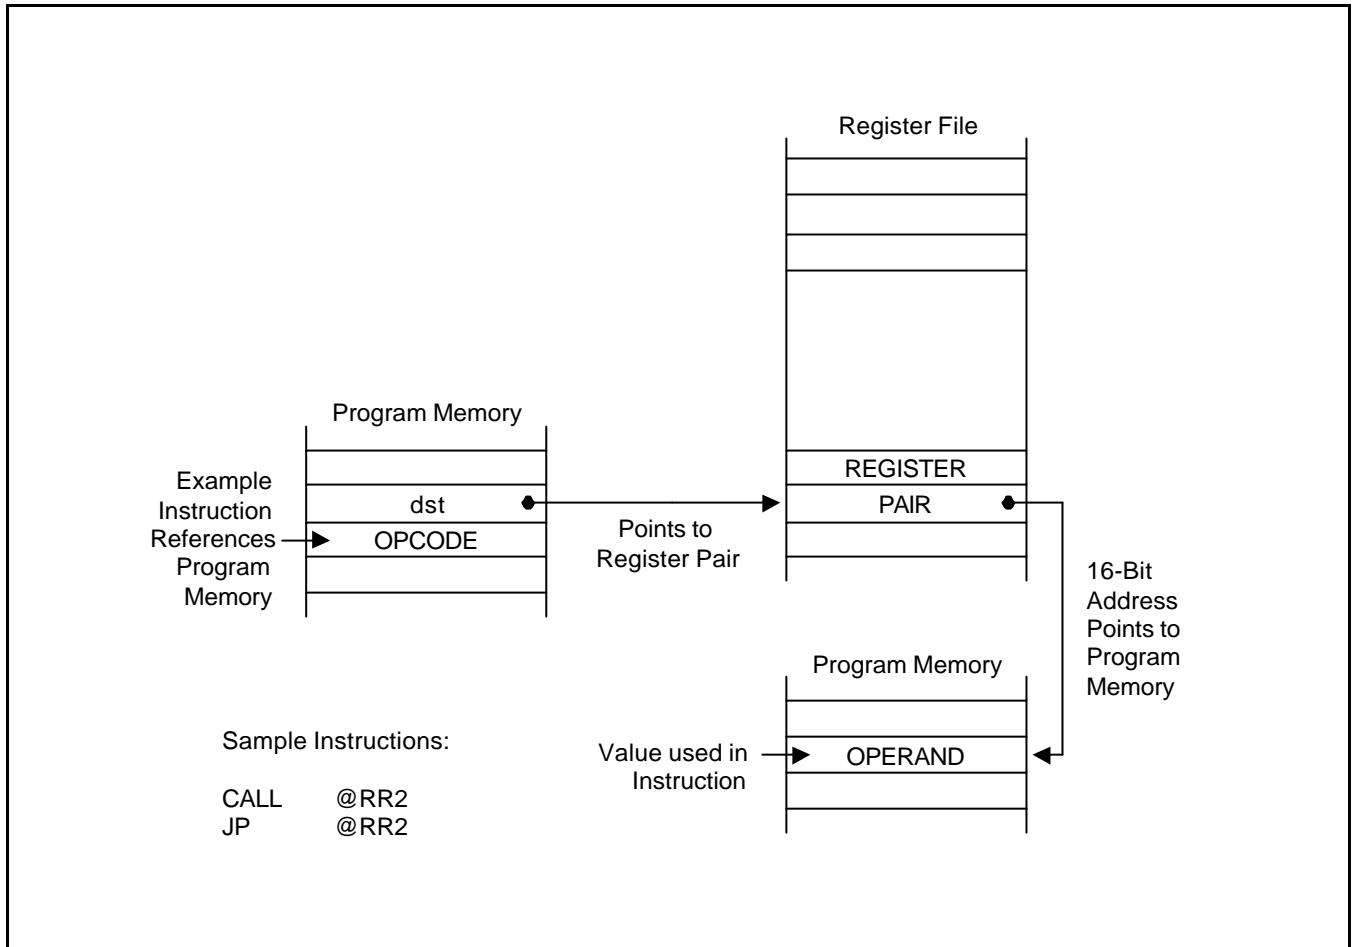 Register File
Program Memory
REGISTER
Example
Instruction
References
Program
Memory
dst
OPCODE
Points to
Register Pair
PAIR
16-Bit
Address
Points to
Program
Memory
Program Memory
Sample Instructions:
Value used in
Instruction
OPERAND
CALL @RR2
JP @RR2